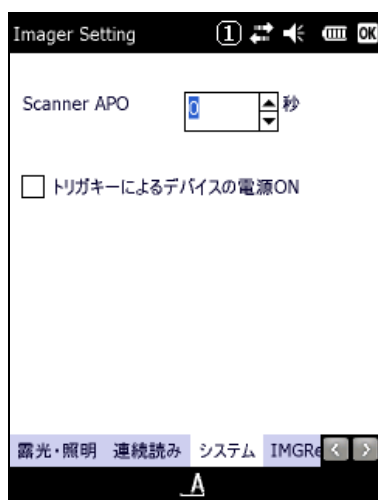 Imager Setting 1 OK
Scanner APO 0 秒
トリガキーによるデバイスの電源ON
露光・照明 連続読み システム IMGRe
A